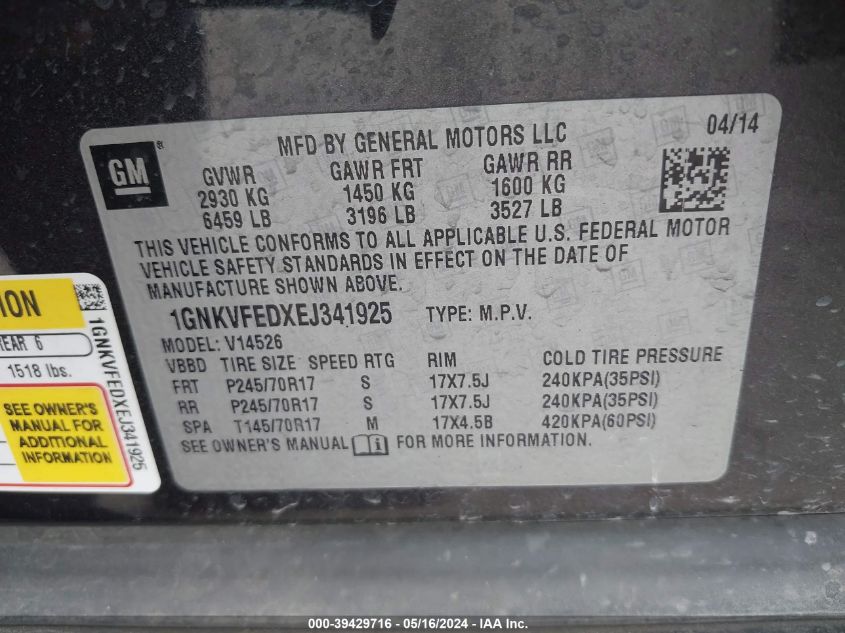 GM
MFD BY GENERAL MOTORS LLC
04/14
GVWR GAWR FRT GAWR RR
2930 KG 1450 KG 1600 KG
6459 LB 3196 LB 3527 LB
THIS VEHICLE CONFORMS TO ALL APPLICABLE U.S. FEDERAL MOTOR
VEHICLE SAFETY STANDARDS IN EFFECT ON THE DATE OF
MANUFACTURE SHOWN ABOVE.
1GNKVFEDXEJ341925 TYPE: M.P.V.
MODEL: V14526
VBBD TIRE SIZE SPEED RTG RIM COLD TIRE PRESSURE
FRT P245/70R17 S 17X7.5J 240KPA(35PSI)
RR P245/70R17 S 17X7.5J 240KPA(35PSI)
SPA T145/70R17 M 17X4.5B 420KPA(60PSI)
SEE OWNER'S MANUAL FOR MORE INFORMATION.
REAR 6
1518 lbs.
SEE OWNER'S
MANUAL FOR
ADDITIONAL
INFORMATION
1GNKVFEDXEJ341925
000-39429716 - 05/16/2024 - IAA Inc.